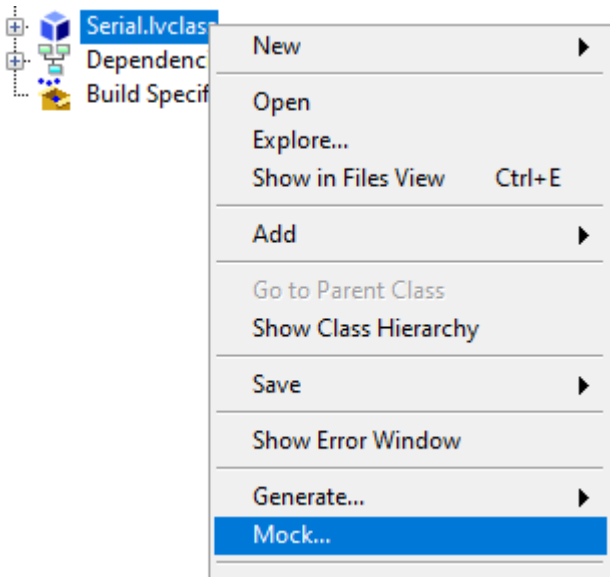 Serial.lvclass
Dependenc
Build Specif
New
Open
Explore...
Show in Files View Ctrl+E
Add
Go to Parent Class
Show Class Hierarchy
Save
Show Error Window
Generate...
Mock...